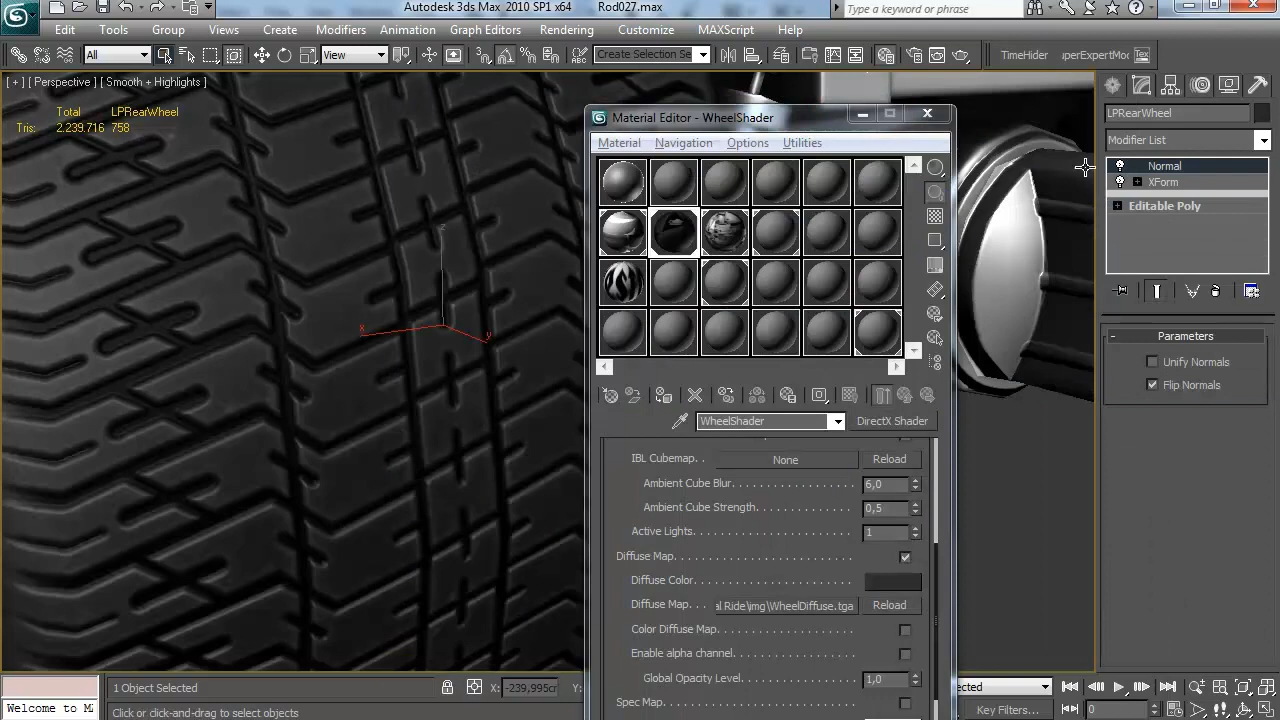 Autodesk 3ds Max 2010 SP1 x64 Rod027.max
Type a keyword or phrase
Edit Tools Group Views Create Modifiers Animation Graph Editors Rendering Customize MAXScript Help
All View Create Selection Se TimeHider perExpertMod Tex
[ + ] [ Perspective ] [ Smooth + Highlights ]
Total LPRearWheel
Tris: 2.239.716 758
Material Editor - WheelShader
Material Navigation Options Utilities
WheelShader DirectX Shader
IBL Cubemap. . None Reload
Ambient Cube Blur 6,0
Ambient Cube Strength 0,5
Active Lights 1
Diffuse Map
Diffuse Color
Diffuse Map. . . al Ride\img\WheelDiffuse.tga Reload
Color Diffuse Map
Enable alpha channel
Global Opacity Level 1,0
Spec Map
LPRearWheel
Modifier List
Normal
XForm
Editable Poly
- Parameters
Unify Normals
Flip Normals
1 Object Selected X: -239,995cm Y:
Welcome to M Click or click-and-drag to select objects
ected
Key Filters... 0